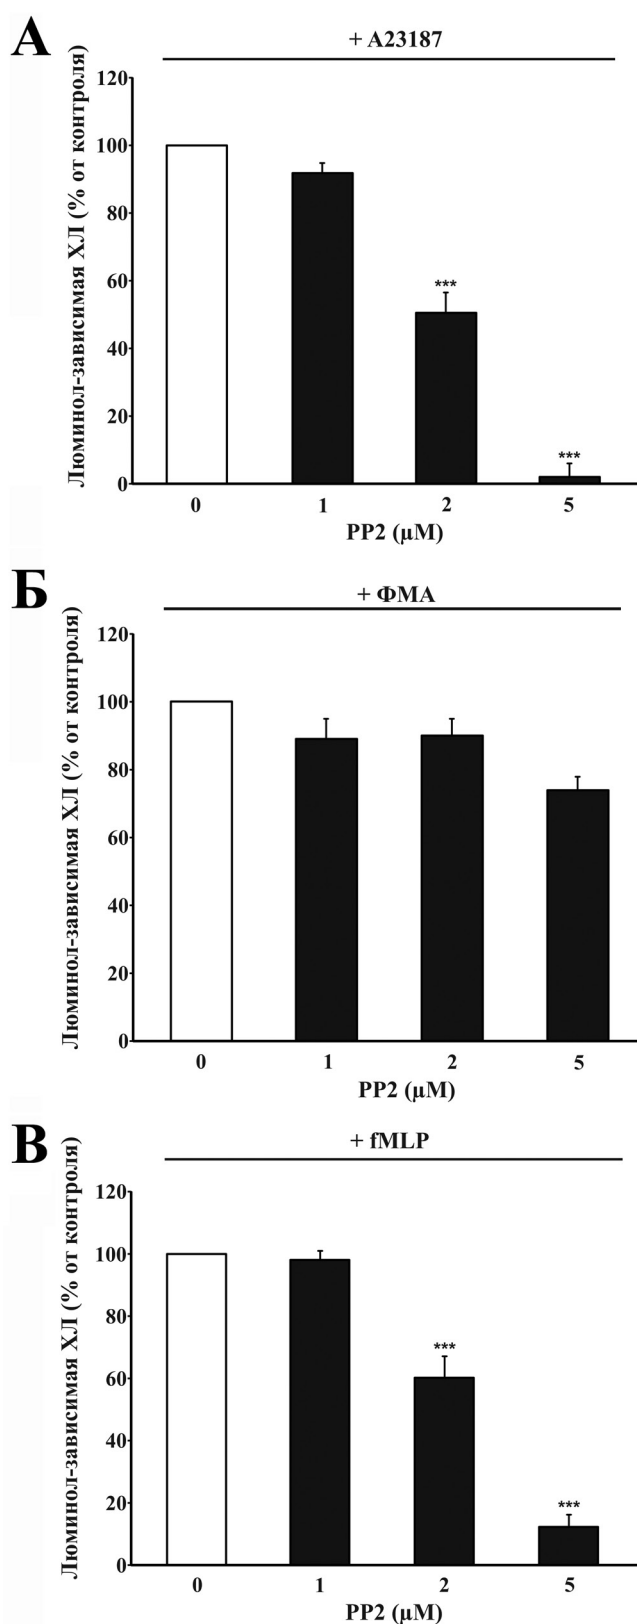 А
+ A23187
Люминол-зависимая ХЛ (% от контроля)
120
100
80
60
40
20
0
***
***
0 1 2 5
PP2 (µM)
Б
+ ФМА
Люминол-зависимая ХЛ (% от контроля)
120
100
80
60
40
20
0
0 1 2 5
PP2 (µM)
В
+ fMLP
Люминол-зависимая ХЛ (% от контроля)
120
100
80
60
40
20
0
***
***
0 1 2 5
PP2 (µM)